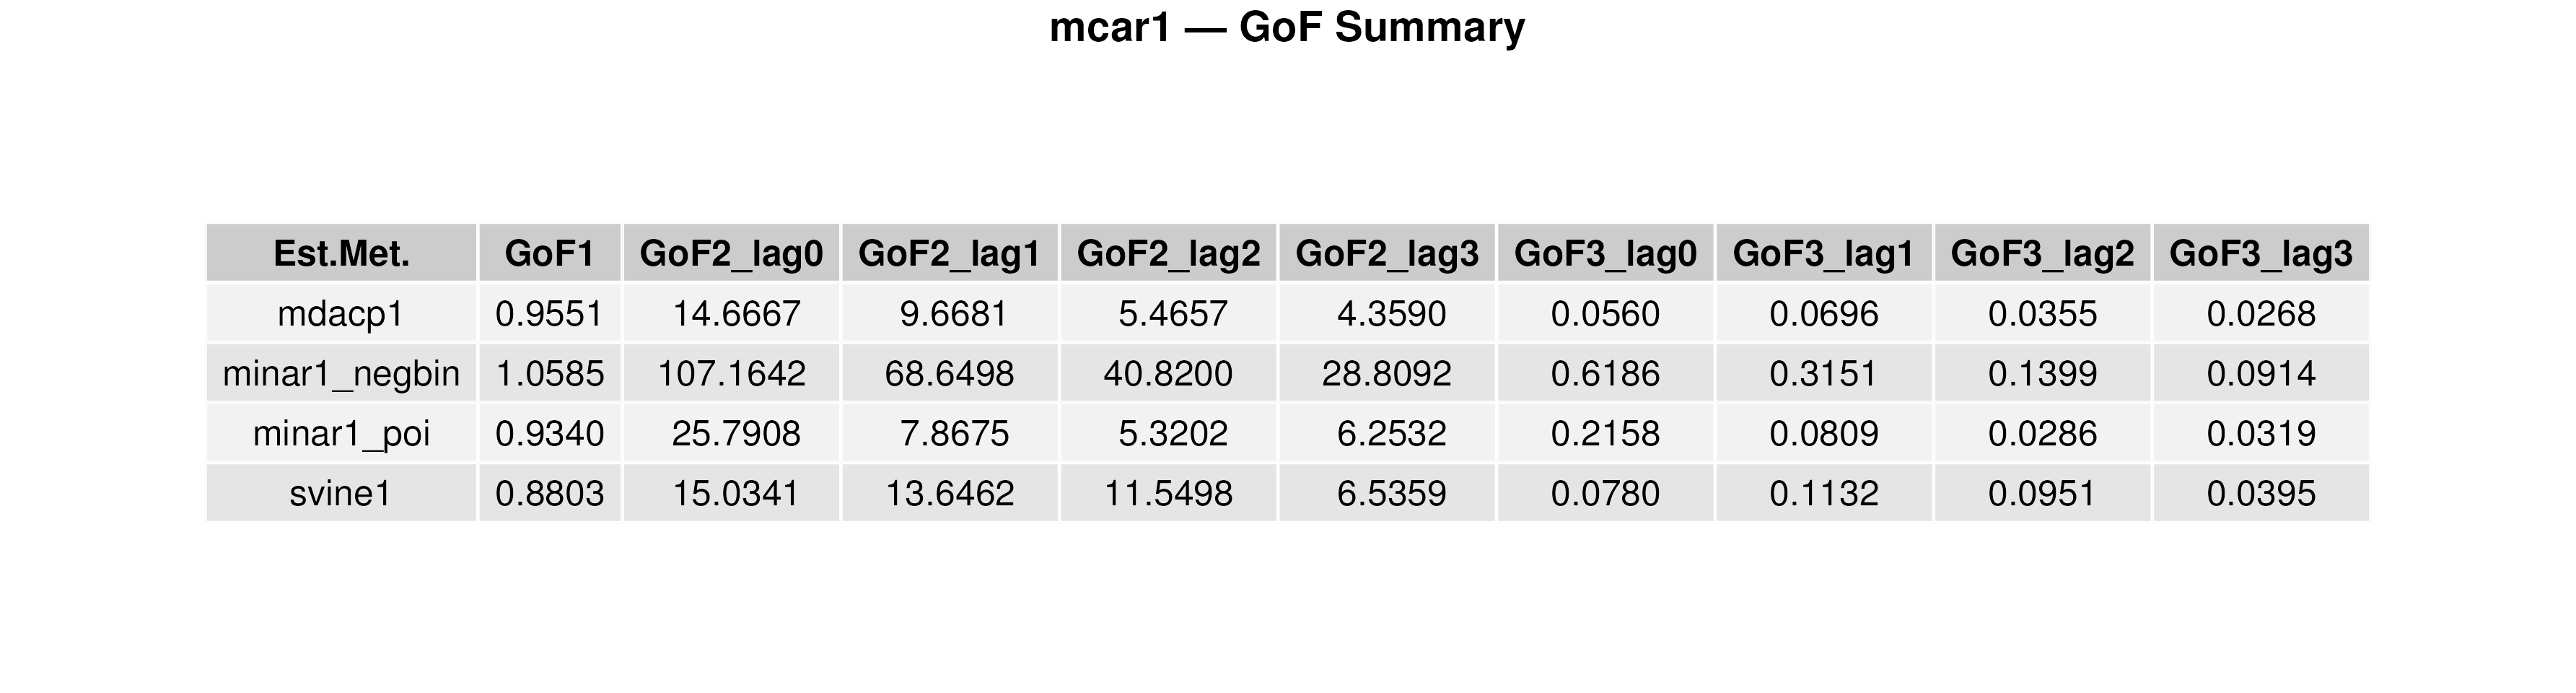 mcar1 — GoF Summary
Est.Met. GoF1 GoF2_lag0 GoF2_lag1 GoF2_lag2 GoF2_lag3 GoF3_lag0 GoF3_lag1 GoF3_lag2 GoF3_lag3
mdacp1 0.9551 14.6667 9.6681 5.4657 4.3590 0.0560 0.0696 0.0355 0.0268
minar1_negbin 1.0585 107.1642 68.6498 40.8200 28.8092 0.6186 0.3151 0.1399 0.0914
minar1_poi 0.9340 25.7908 7.8675 5.3202 6.2532 0.2158 0.0809 0.0286 0.0319
svine1 0.8803 15.0341 13.6462 11.5498 6.5359 0.0780 0.1132 0.0951 0.0395